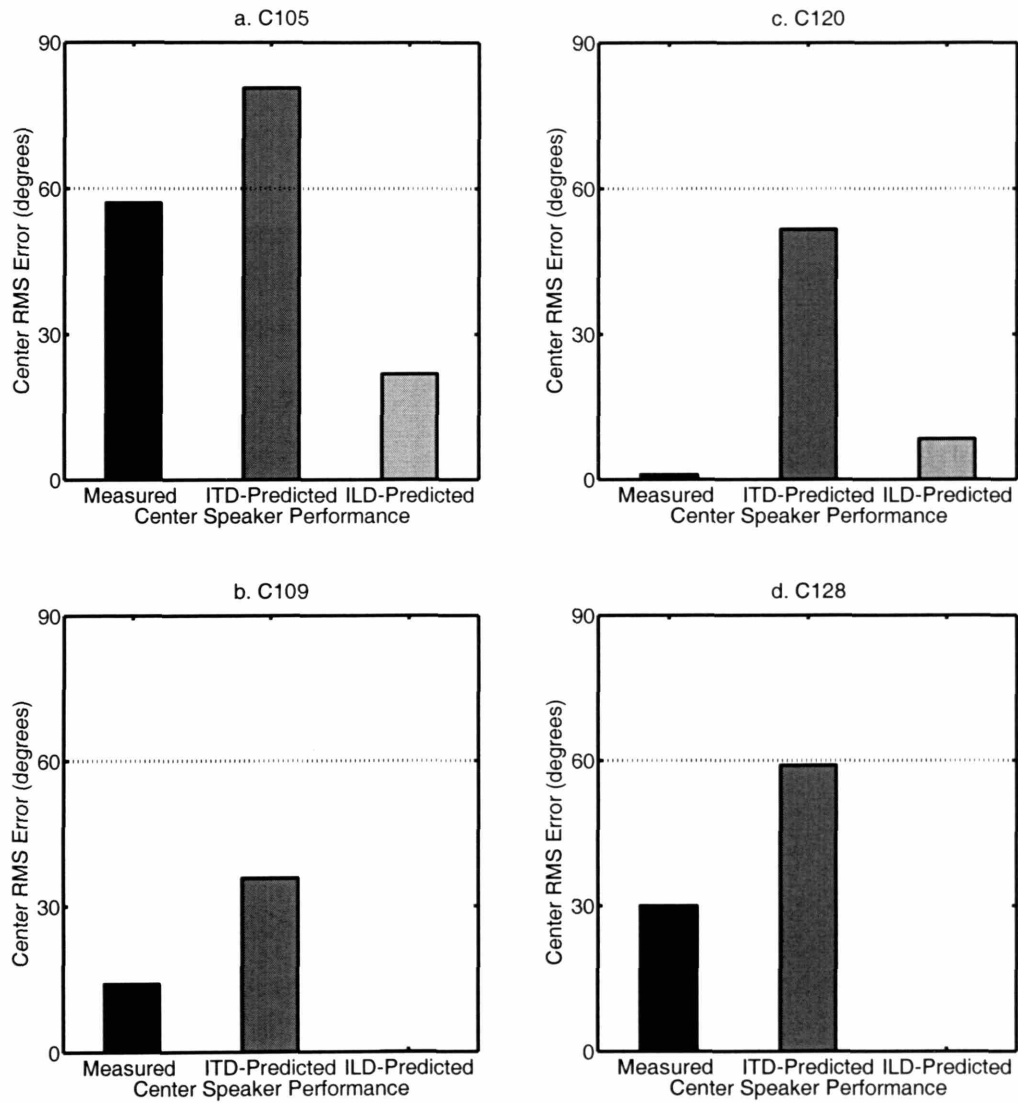 a. C105
90
60
30
0
Center RMS Error (degrees)
Measured ITD-Predicted ILD-Predicted
Center Speaker Performance
c. C120
90
60
30
0
Center RMS Error (degrees)
Measured ITD-Predicted ILD-Predicted
Center Speaker Performance
b. C109
90
60
30
0
Center RMS Error (degrees)
Measured ITD-Predicted ILD-Predicted
Center Speaker Performance
d. C128
90
60
30
0
Center RMS Error (degrees)
Measured ITD-Predicted ILD-Predicted
Center Speaker Performance